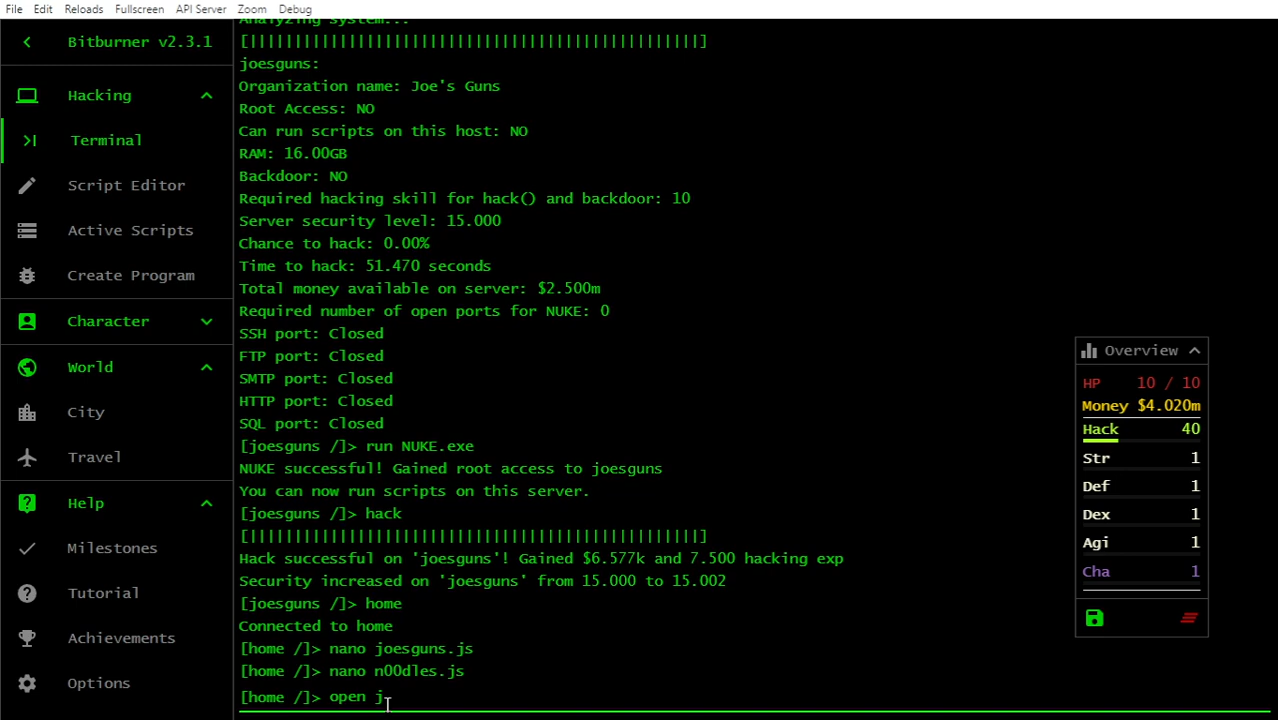 File Edit Reloads Fullscreen API Server Zoom Debug
Bitburner v2.3.1
Hacking
Terminal
Script Editor
Active Scripts
Create Program
Character
World
City
Travel
Help
Milestones
Tutorial
Achievements
Options
Analyzing system...
[||||||||||||||||||||||||||||||||||||||||||||||||||]
joesguns:
Organization name: Joe's Guns
Root Access: NO
Can run scripts on this host: NO
RAM: 16.00GB
Backdoor: NO
Required hacking skill for hack() and backdoor: 10
Server security level: 15.000
Chance to hack: 0.00%
Time to hack: 51.470 seconds
Total money available on server: $2.500m
Required number of open ports for NUKE: 0
SSH port: Closed
FTP port: Closed
SMTP port: Closed
HTTP port: Closed
SQL port: Closed
[joesguns /]> run NUKE.exe
NUKE successful! Gained root access to joesguns
You can now run scripts on this server.
[joesguns /]> hack
[||||||||||||||||||||||||||||||||||||||||||||||||||]
Hack successful on 'joesguns'! Gained $6.577k and 7.500 hacking exp
Security increased on 'joesguns' from 15.000 to 15.002
[joesguns /]> home
Connected to home
[home /]> nano joesguns.js
[home /]> nano n00dles.js
[home /]> open j
Overview
HP 10 / 10
Money $4.020m
Hack 40
Str 1
Def 1
Dex 1
Agi 1
Cha 1